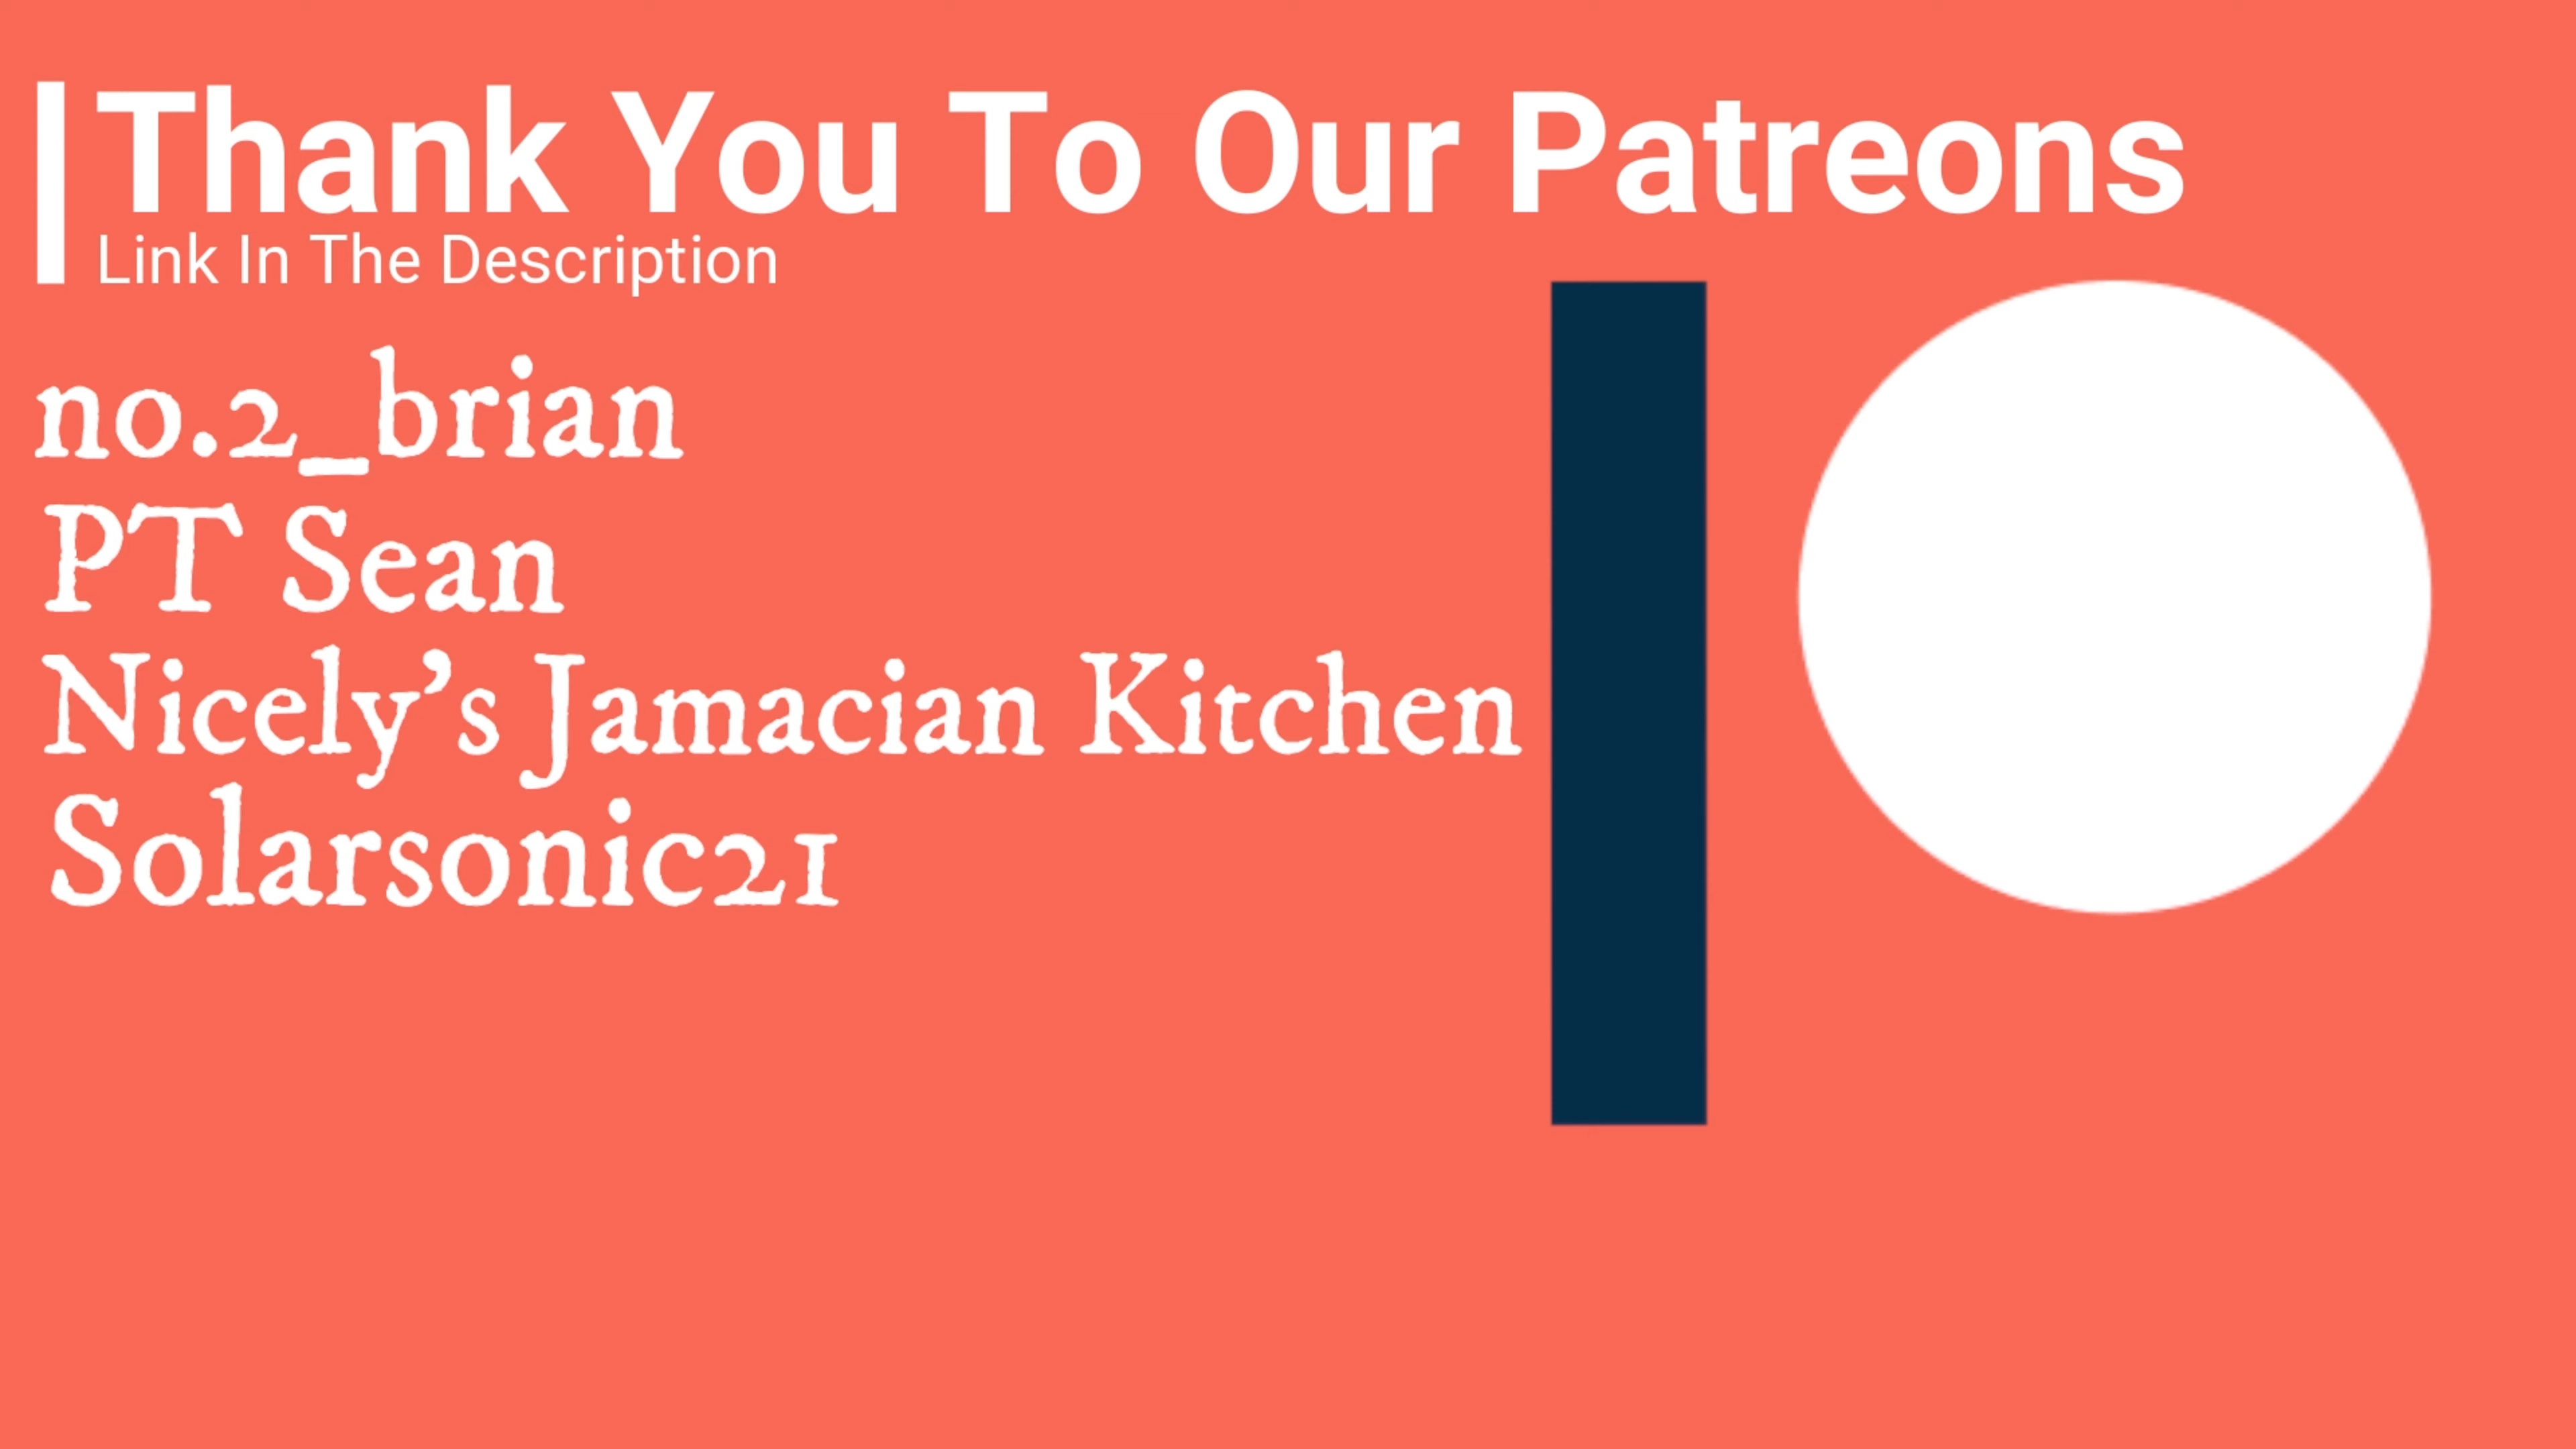 Thank You To Our Patreons
Link In The Description
no.2_brian
PT Sean
Nicely's Jamacian Kitchen
Solarsonic21